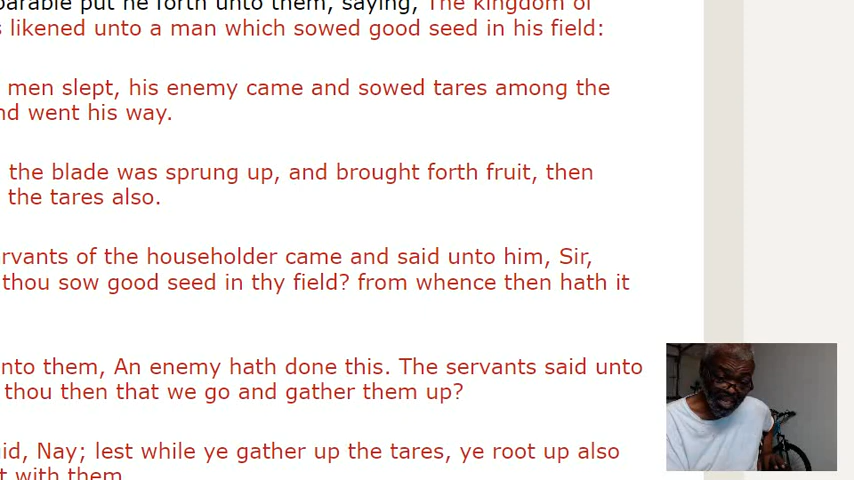 parable put he forth unto them, saying, The kingdom of
likened unto a man which sowed good seed in his field:
men slept, his enemy came and sowed tares among the
went his way.
the blade was sprung up, and brought forth fruit, then
the tares also.
of the householder came and said unto him, Sir,
thou sow good seed in thy field? from whence then hath it
unto them, An enemy hath done this. The servants said unto
thou then that we go and gather them up?
Nay; lest while ye gather up the tares, ye root up also
with them